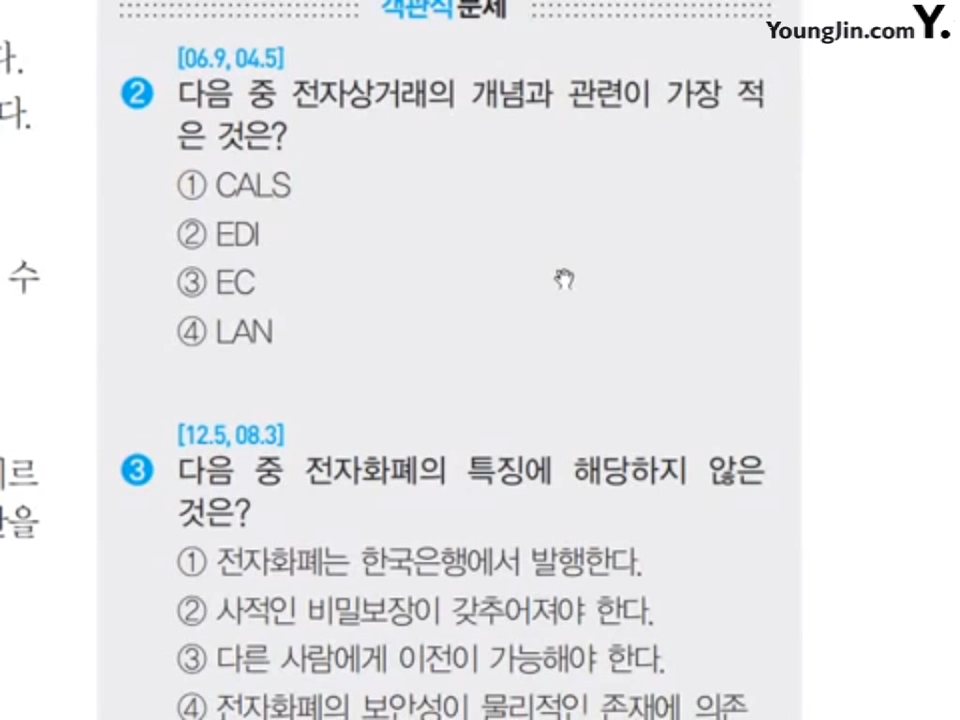 객관식 문제
YoungJin.com Y.
다.
다.
수
[06.9, 04.5]
2 다음 중 전자상거래의 개념과 관련이 가장 적
은 것은?
① CALS
② EDI
③ EC
④ LAN
[12.5, 08.3]
3 다음 중 전자화폐의 특징에 해당하지 않은
것은?
① 전자화폐는 한국은행에서 발행한다.
② 사적인 비밀보장이 갖추어져야 한다.
③ 다른 사람에게 이전이 가능해야 한다.
④ 전자화폐의 보안성이 물리적인 존재에 의존